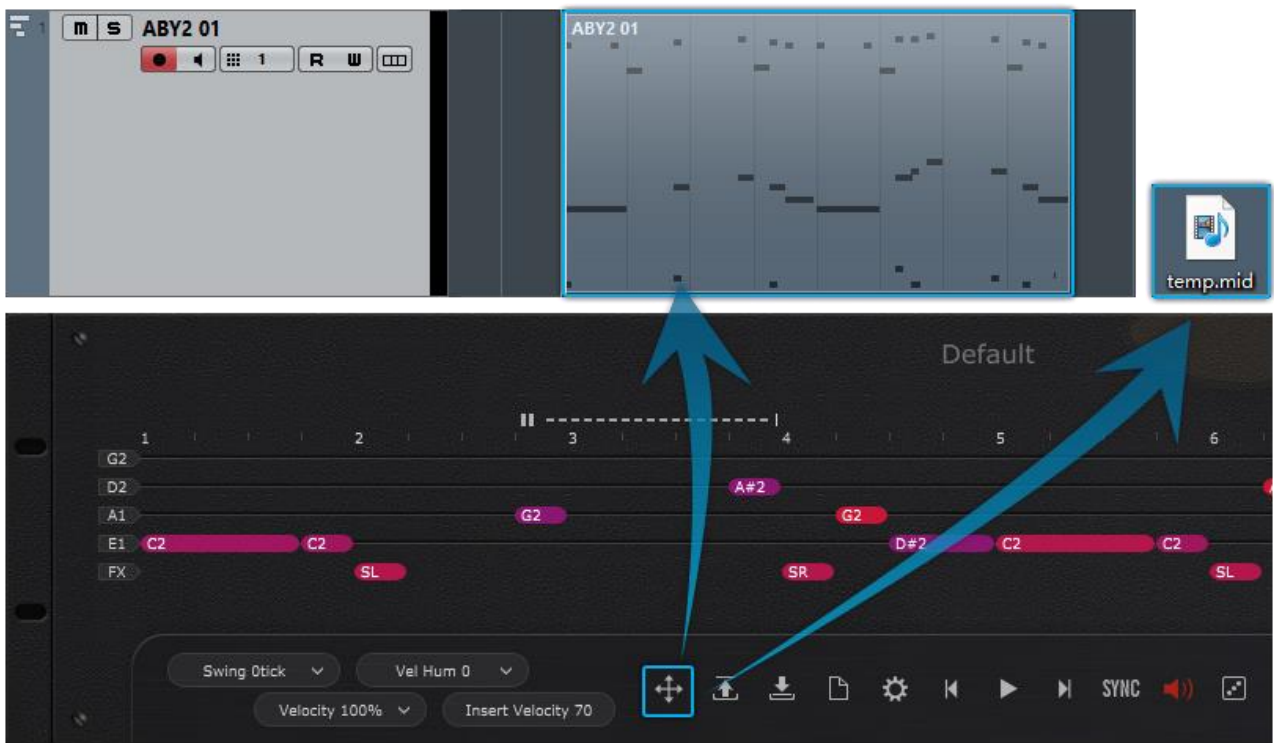 1 m S ABY2 01
1 R W
ABY2 01
temp.mid
Default
1 2 3 4 5 6
G2
D2 A#2
A1 G2 G2
E1 C2 C2 D#2 C2 C2
FX SL SR SL
Swing 0tick Vel Hum 0
Velocity 100% Insert Velocity 70
SYNC